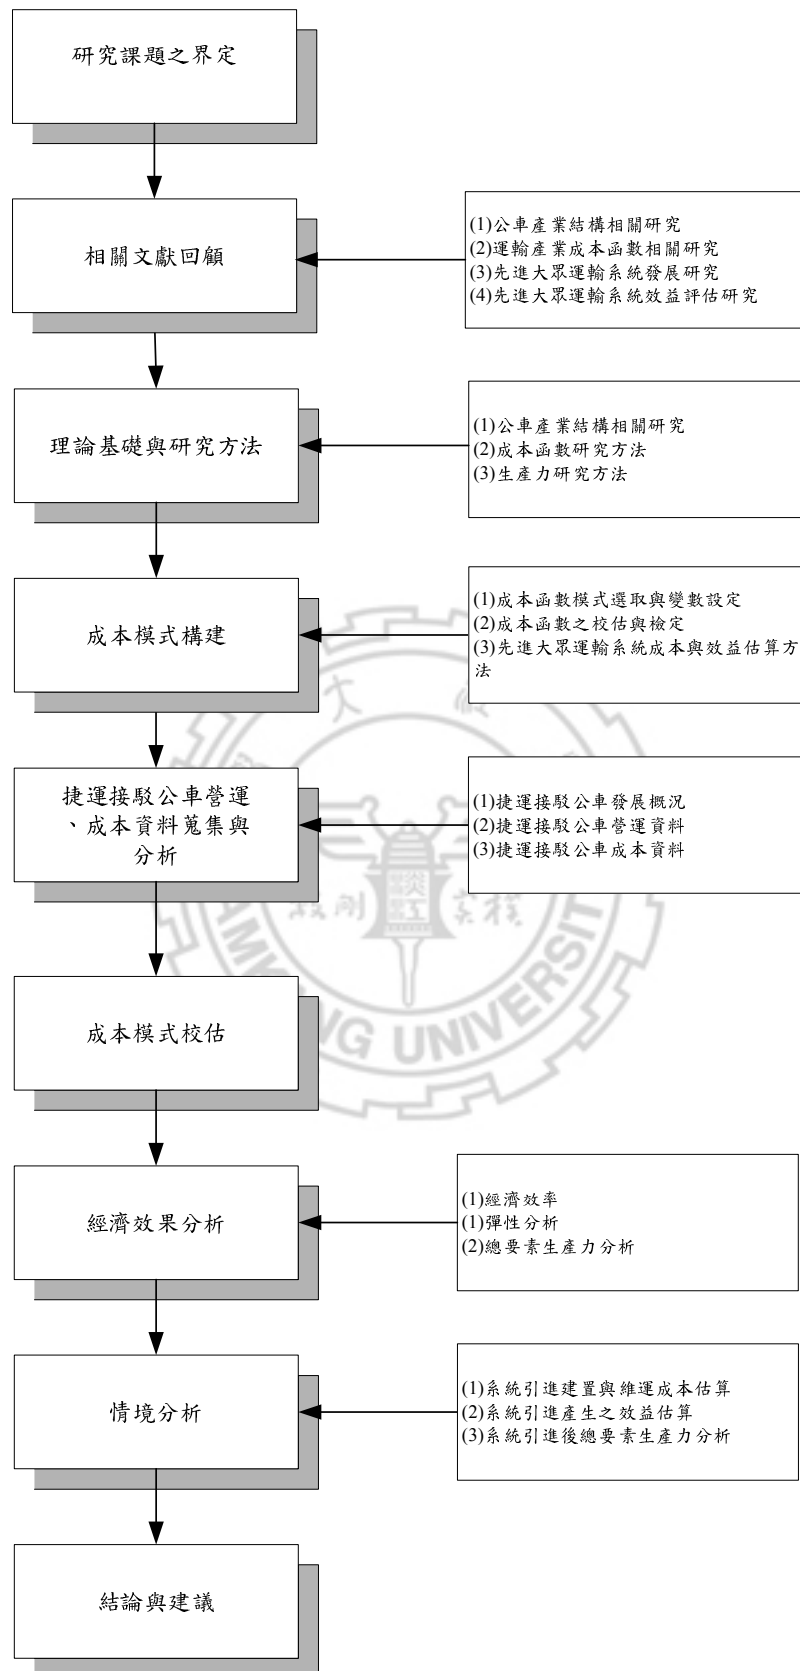 研究課題之界定
相關文獻回顧
(1)公車產業結構相關研究
(2)運輸產業成本函數相關研究
(3)先進大眾運輸系統發展研究
(4)先進大眾運輸系統效益評估研究
理論基礎與研究方法
(1)公車產業結構相關研究
(2)成本函數研究方法
(3)生產力研究方法
成本模式構建
(1)成本函數模式選取與變數設定
(2)成本函數之校估與檢定
(3)先進大眾運輸系統成本與效益估算方
法
捷運接駁公車營運
、成本資料蒐集與
分析
(1)捷運接駁公車發展概況
(2)捷運接駁公車營運資料
(3)捷運接駁公車成本資料
成本模式校估
經濟效果分析
(1)經濟效率
(1)彈性分析
(2)總要素生產力分析
情境分析
(1)系統引進建置與維運成本估算
(2)系統引進產生之效益估算
(3)系統引進後總要素生產力分析
結論與建議
大
淡
江
剛
UNIVERSIT